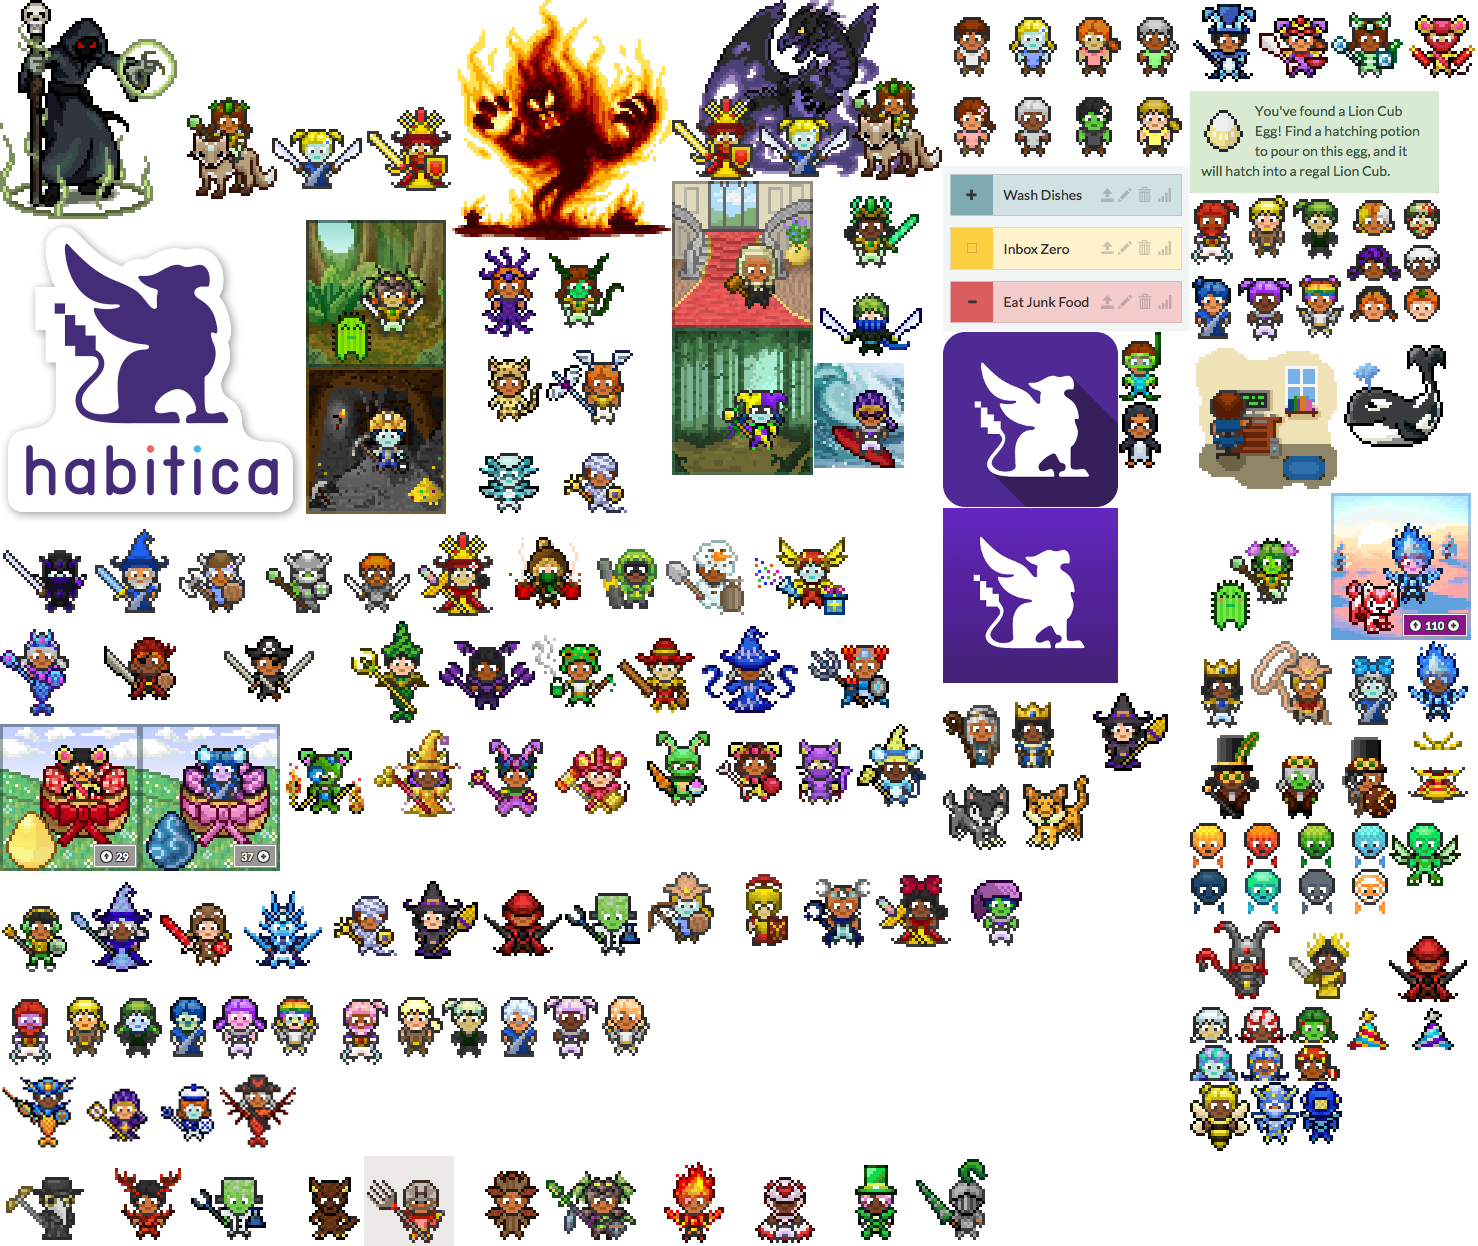 You've found a Lion Cub
Egg! Find a hatching potion
to pour on this egg, and it
will hatch into a regal Lion Cub.
Wash Dishes
Inbox Zero
Eat Junk Food
habitica
110
29
37